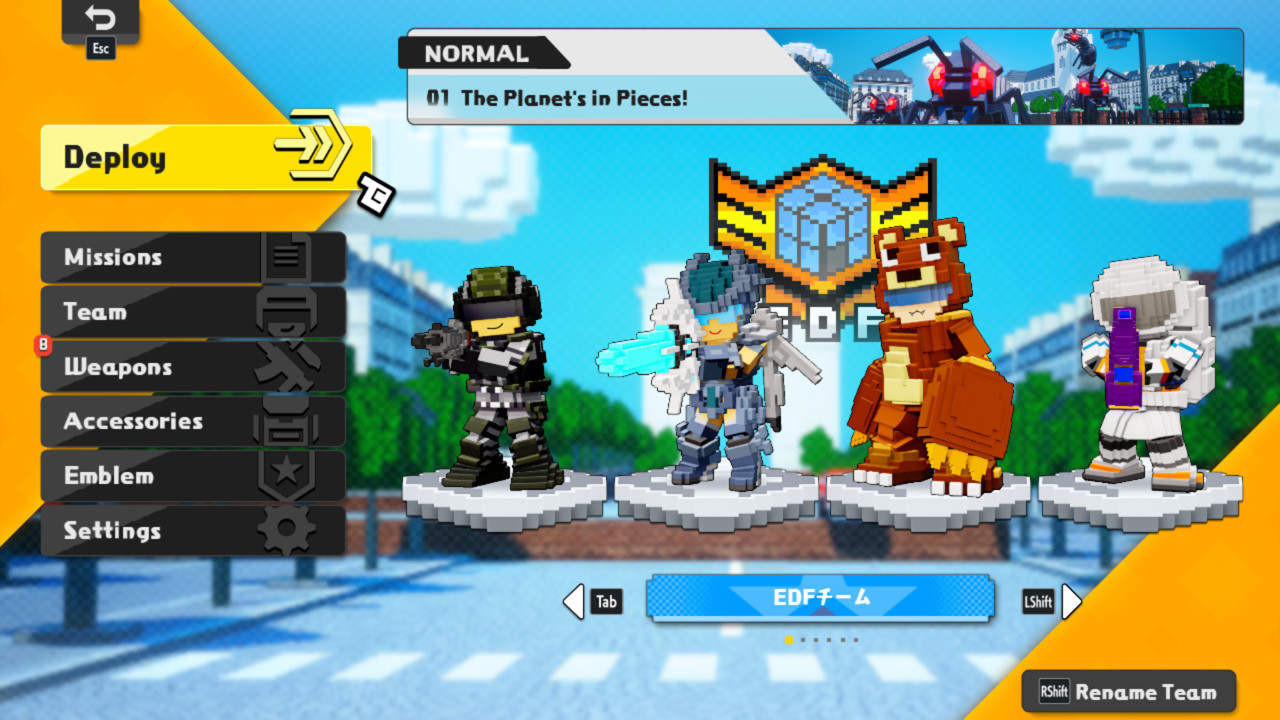 Esc
NORMAL
01 The Planet's in Pieces!
Deploy
Missions
Team
8
Weapons
Accessories
Emblem
Settings
Tab
EDFチーム
LShift
RShift Rename Team